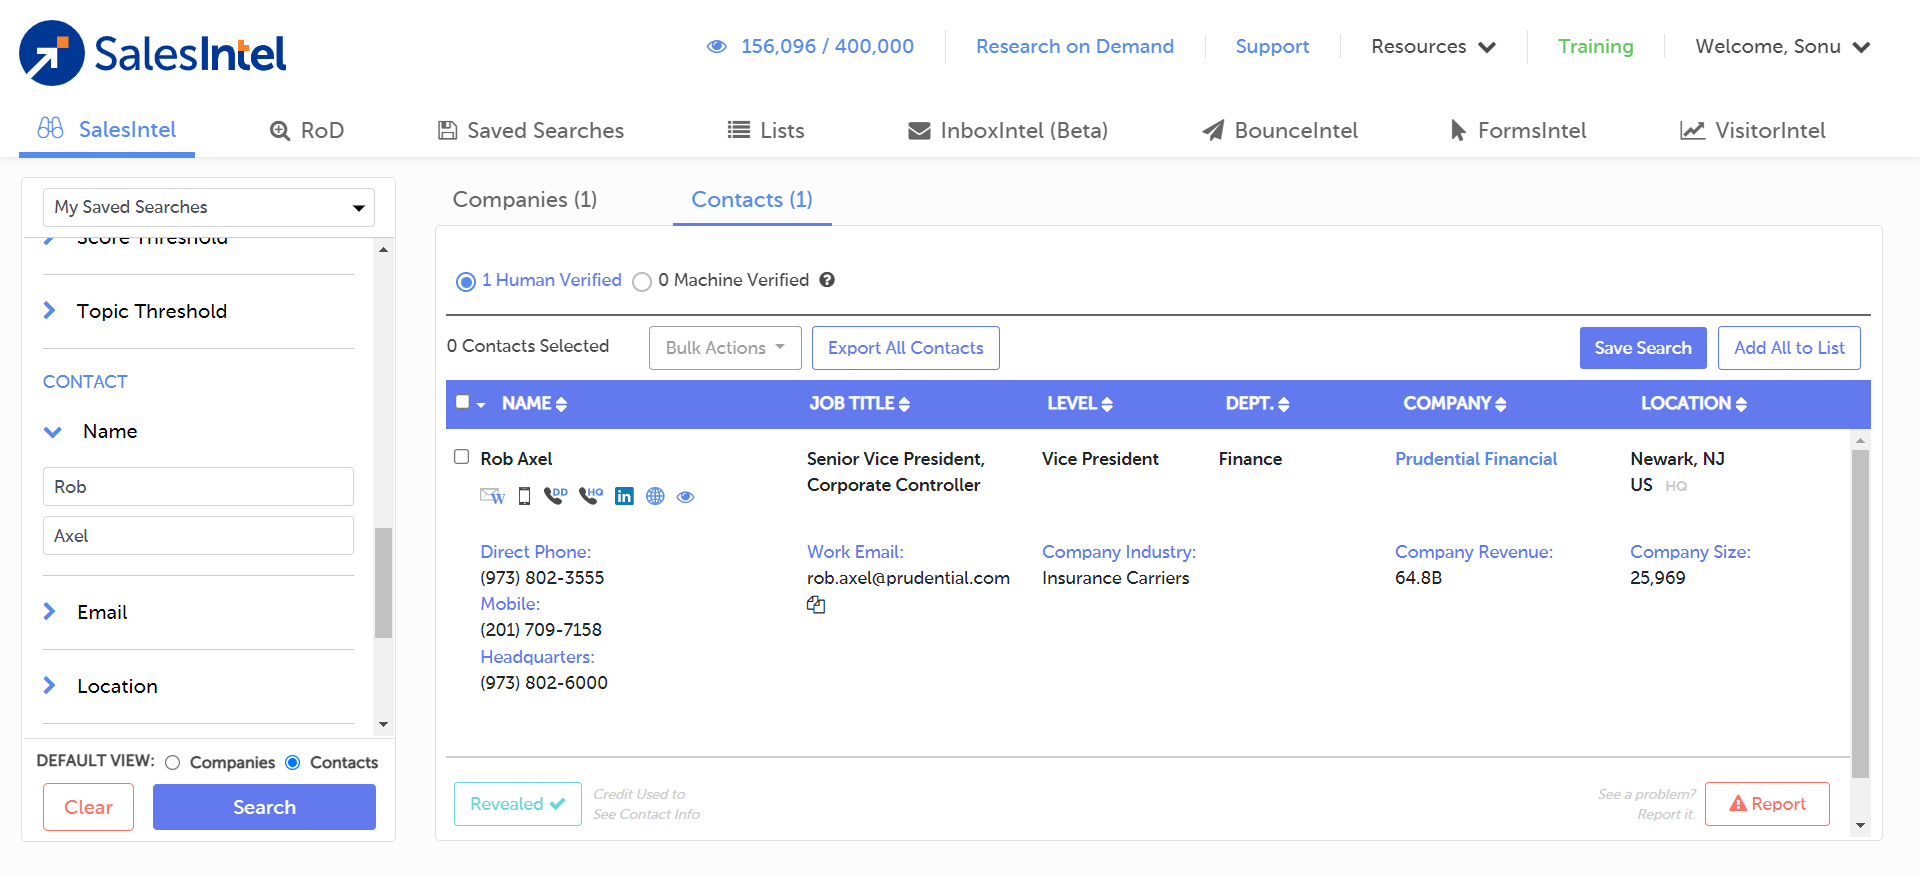 SalesIntel
156,096 / 400,000
Research on Demand
Support
Resources
Training
Welcome, Sonu
SalesIntel
RoD
Saved Searches
Lists
InboxIntel (Beta)
BounceIntel
FormsIntel
VisitorIntel
My Saved Searches
Score Threshold
Topic Threshold
CONTACT
Name
Rob
Axel
Email
Location
DEFAULT VIEW: Companies Contacts
Clear
Search
Companies (1)
Contacts (1)
1 Human Verified
0 Machine Verified
0 Contacts Selected
Bulk Actions
Export All Contacts
Save Search
Add All to List
NAME
JOB TITLE
LEVEL
DEPT.
COMPANY
LOCATION
Rob Axel
W
DD
HQ
in
Senior Vice President,
Corporate Controller
Vice President
Finance
Prudential Financial
Newark, NJ
US HQ
Direct Phone:
(973) 802-3555
Mobile:
(201) 709-7158
Headquarters:
(973) 802-6000
Work Email:
rob.axel@prudential.com
Company Industry:
Insurance Carriers
Company Revenue:
64.8B
Company Size:
25,969
Revealed
Credit Used to
See Contact Info
See a problem?
Report it.
Report